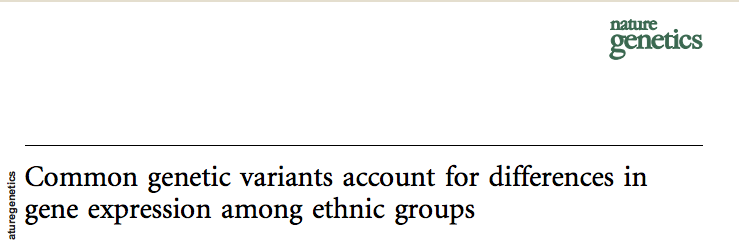 nature
genetics
Common genetic variants account for differences in
gene expression among ethnic groups
aturegenetics